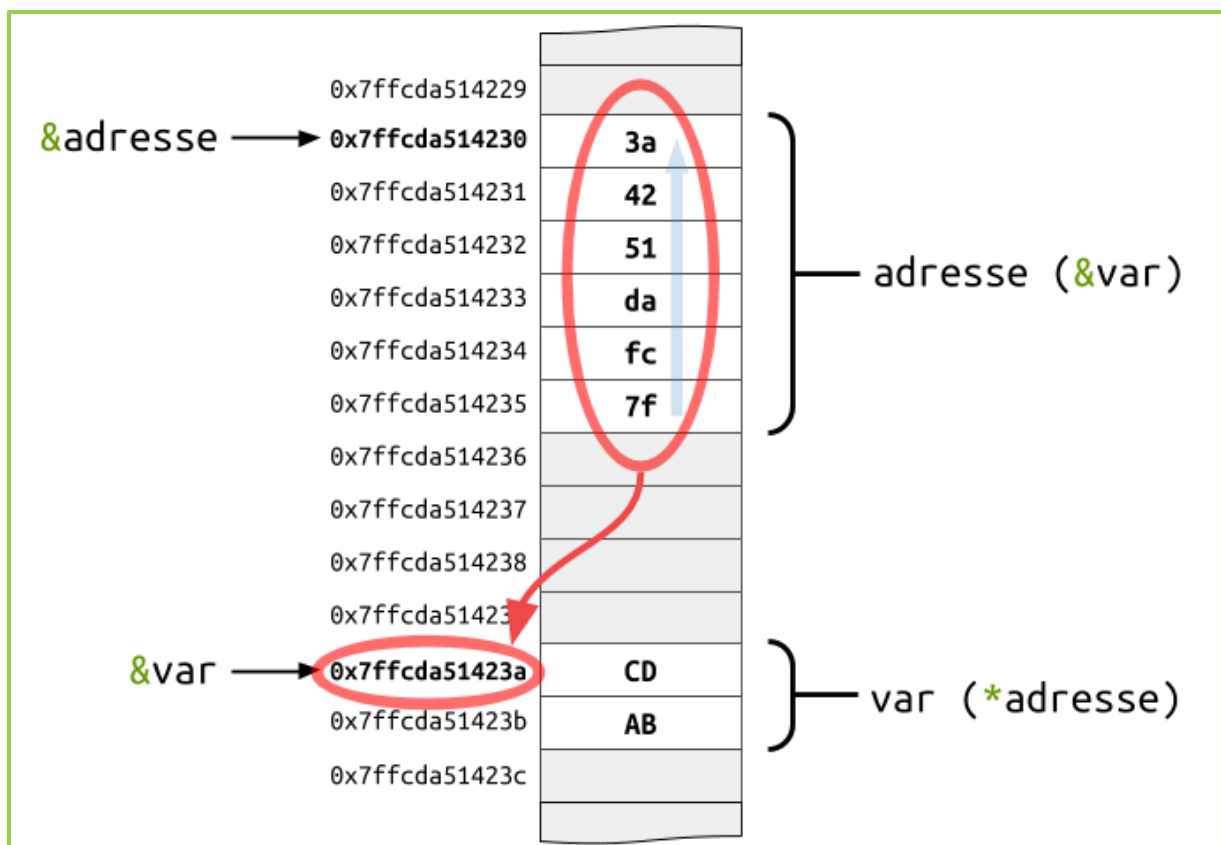 0x7ffcda514229
&adresse 0x7ffcda514230 3a
0x7ffcda514231 42
0x7ffcda514232 51
adresse (&var)
0x7ffcda514233 da
0x7ffcda514234 fc
0x7ffcda514235 7f
0x7ffcda514236
0x7ffcda514237
0x7ffcda514238
0x7ffcda51423
&var 0x7ffcda51423a CD
var (*adresse)
0x7ffcda51423b AB
0x7ffcda51423c